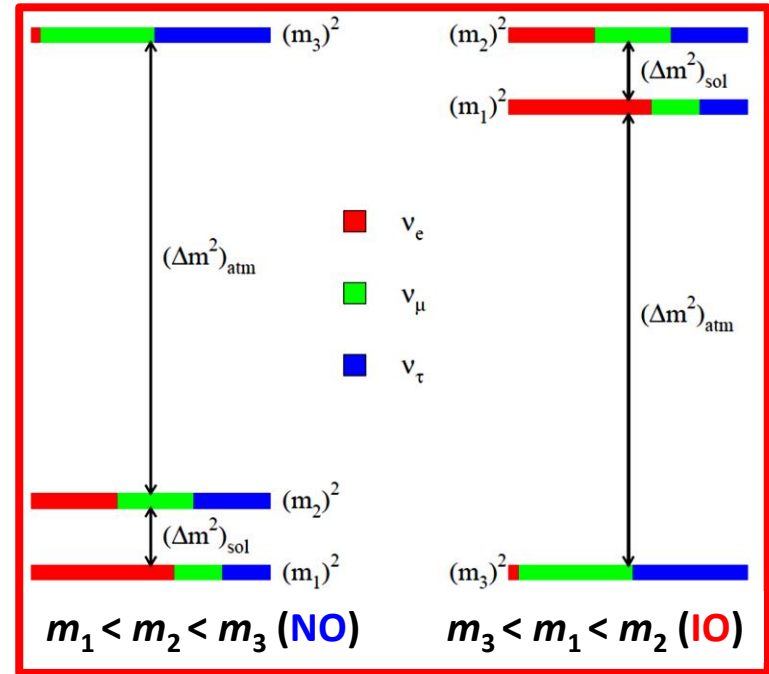 (m₃)²
(Δm²)atm
(m₂)²
(Δm²)sol
(m₁)²
m₁ < m₂ < m₃ (NO)
νe
νμ
ντ
(m₂)²
(Δm²)sol
(m₁)²
(Δm²)atm
(m₃)²
m₃ < m₁ < m₂ (IO)